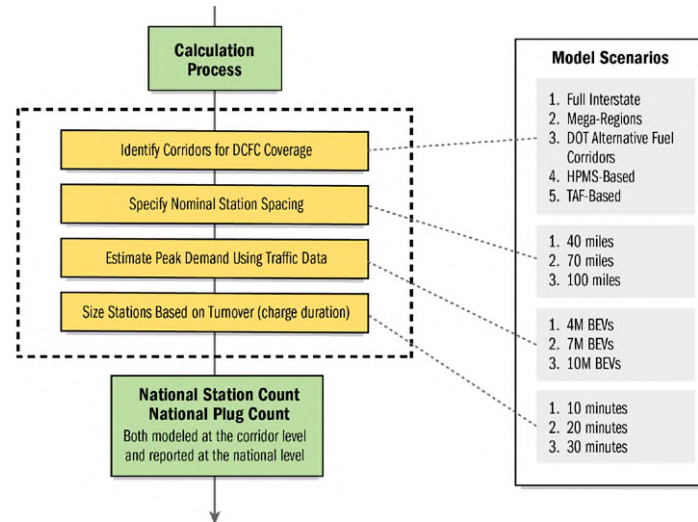 Calculation
Process
Identify Corridors for DCFC Coverage
Specify Nominal Station Spacing
Estimate Peak Demand Using Traffic Data
Size Stations Based on Turnover (charge duration)
National Station Count
National Plug Count
Both modeled at the corridor level
and reported at the national level
Model Scenarios
1. Full Interstate
2. Mega-Regions
3. DOT Alternative Fuel
Corridors
4. HPMS-Based
5. TAF-Based
1. 40 miles
2. 70 miles
3. 100 miles
1. 4M BEVs
2. 7M BEVs
3. 10M BEVs
1. 10 minutes
2. 20 minutes
3. 30 minutes